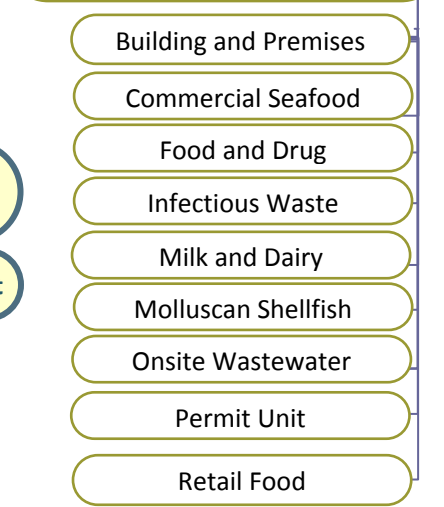 Building and Premises
Commercial Seafood
Food and Drug
Infectious Waste
Milk and Dairy
Molluscan Shellfish
Onsite Wastewater
Permit Unit
Retail Food